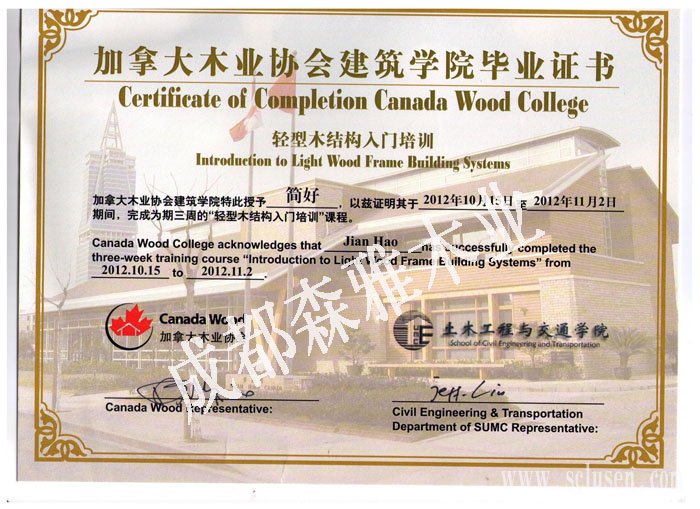 加拿大木业协会建筑学院毕业证书
Certificate of Completion Canada Wood College
轻型木结构入门培训
Introduction to Light Wood Frame Building Systems
加拿大木业协会建筑学院特此授予 简好 ，以兹证明其于 2012年10月15日 至 2012年11月2日
期间，完成为期三周的“轻型木结构入门培训”课程。
Canada Wood College acknowledges that Jian Hao has successfully completed the
three-week training course “Introduction to Light Wood Frame Building Systems” from
2012.10.15 to 2012.11.2.
Canada Wood
加拿大木业协会
土木工程与交通学院
School of Civil Engineering and Transportation
Jeff. Liu
Canada Wood Representative:
Civil Engineering & Transportation
Department of SUMC Representative:
成都森雅木业
www.sclusen.com